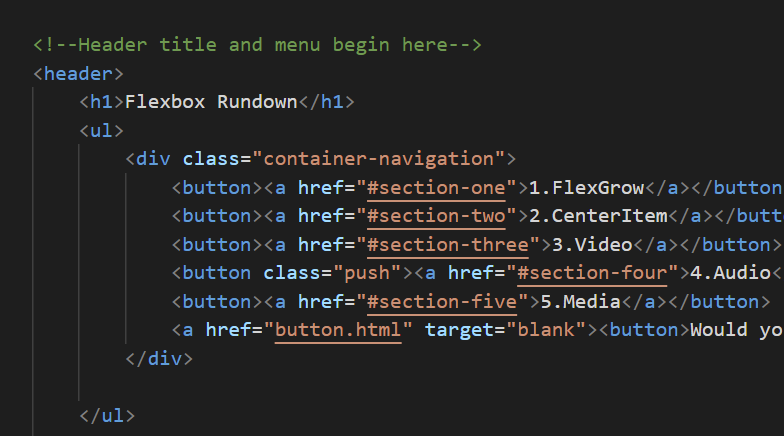 <!--Header title and menu begin here-->
<header>
<h1>Flexbox Rundown</h1>
<ul>
<div class="container-navigation">
<button><a href="#section-one">1.FlexGrow</a></button
<button><a href="#section-two">2.CenterItem</a></butt
<button><a href="#section-three">3.Video</a></button>
<button class="push"><a href="#section-four">4.Audio<
<button><a href="#section-five">5.Media</a></button>
<a href="button.html" target="blank"><button>Would yo
</div>
</ul>